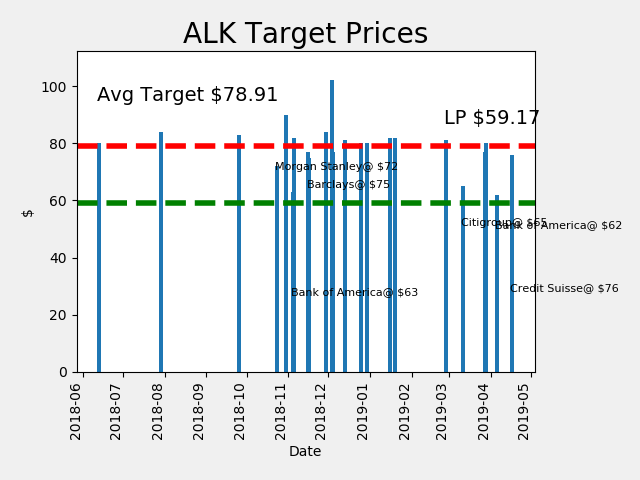 ALK Target Prices
Avg Target $78.91
LP $59.17
Morgan Stanley@ $72
Barclays@ $75
Citigroup@ $65
Bank of America@ $62
Bank of America@ $63
Credit Suisse@ $76
$
100
80
60
40
20
0
2018-06
2018-07
2018-08
2018-09
2018-10
2018-11
2018-12
2019-01
2019-02
2019-03
2019-04
2019-05
Date